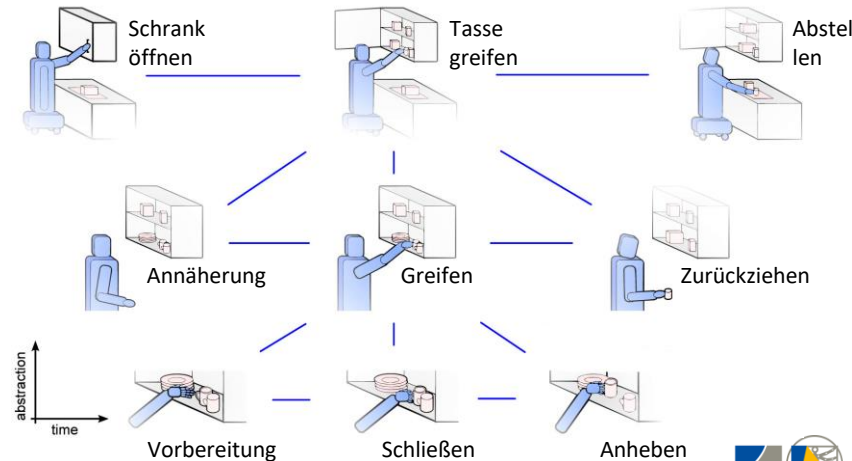 Schrank
öffnen
Tasse
greifen
Abstel
len
Annäherung
Greifen
Zurückziehen
abstraction
time
Vorbereitung
Schließen
Anheben